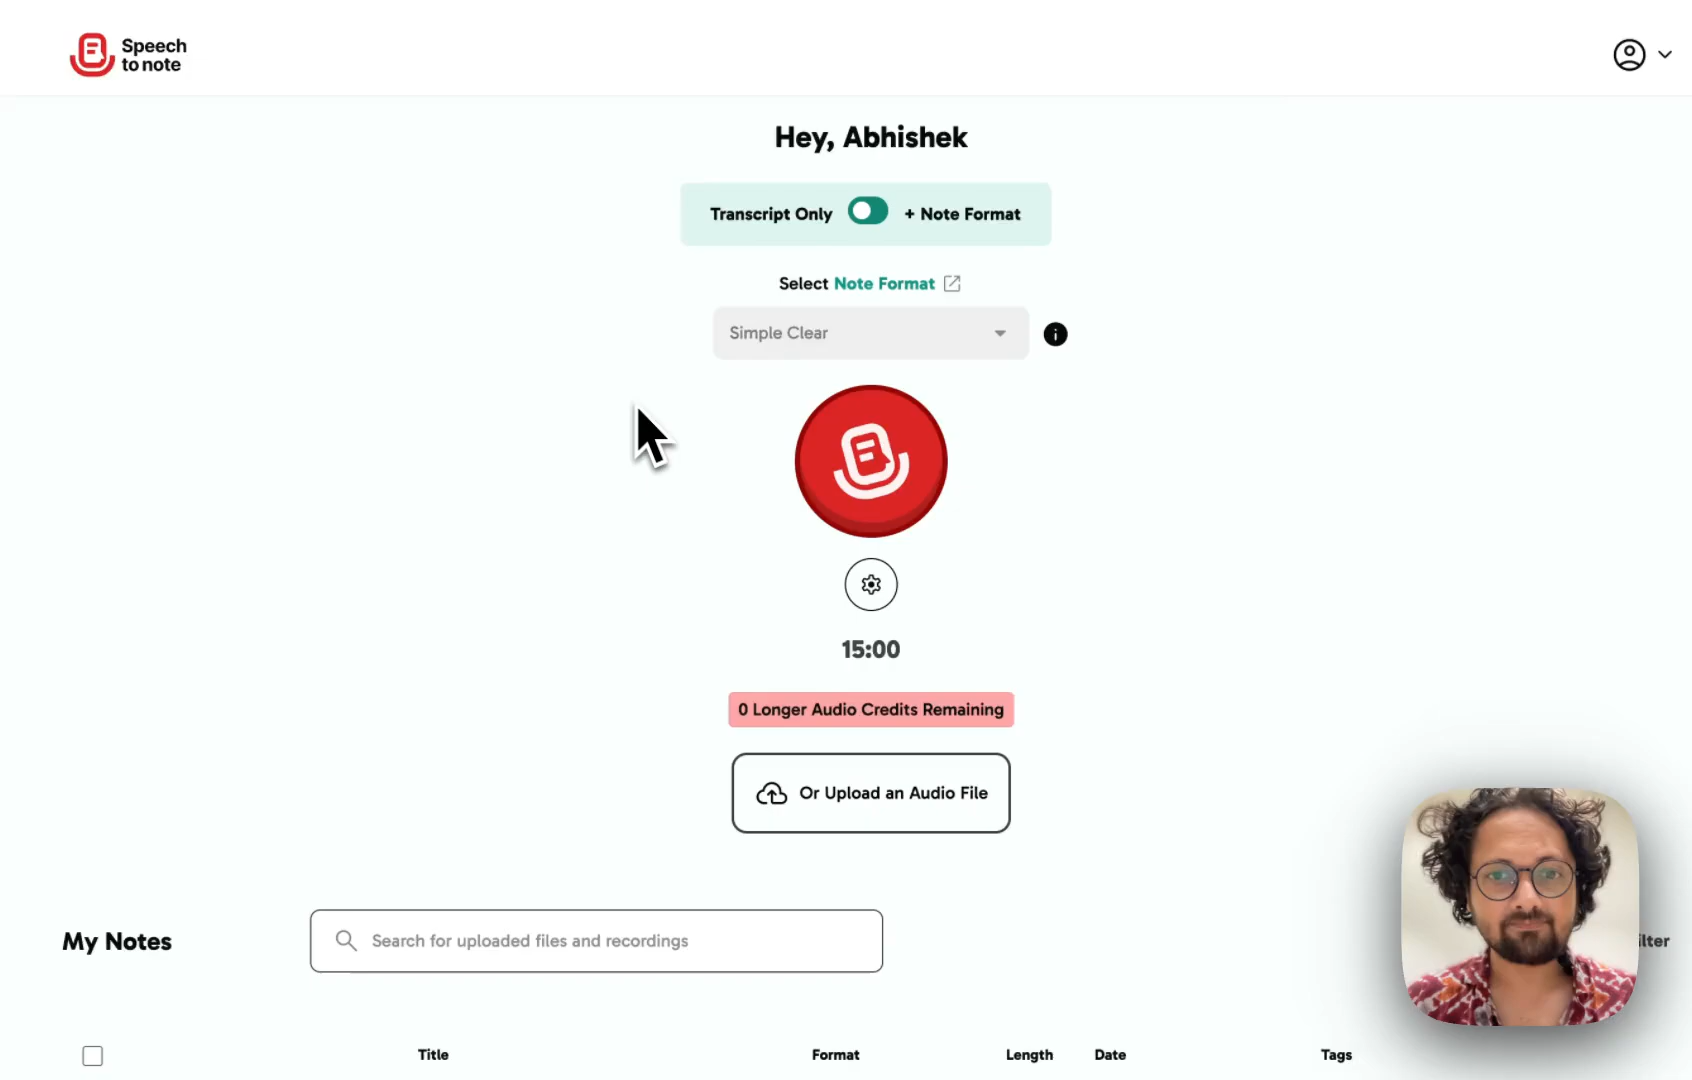 Speech
to note
Hey, Abhishek
Transcript Only + Note Format
Select Note Format
Simple Clear
15:00
0 Longer Audio Credits Remaining
Or Upload an Audio File
My Notes
Search for uploaded files and recordings
Title Format Length Date Tags